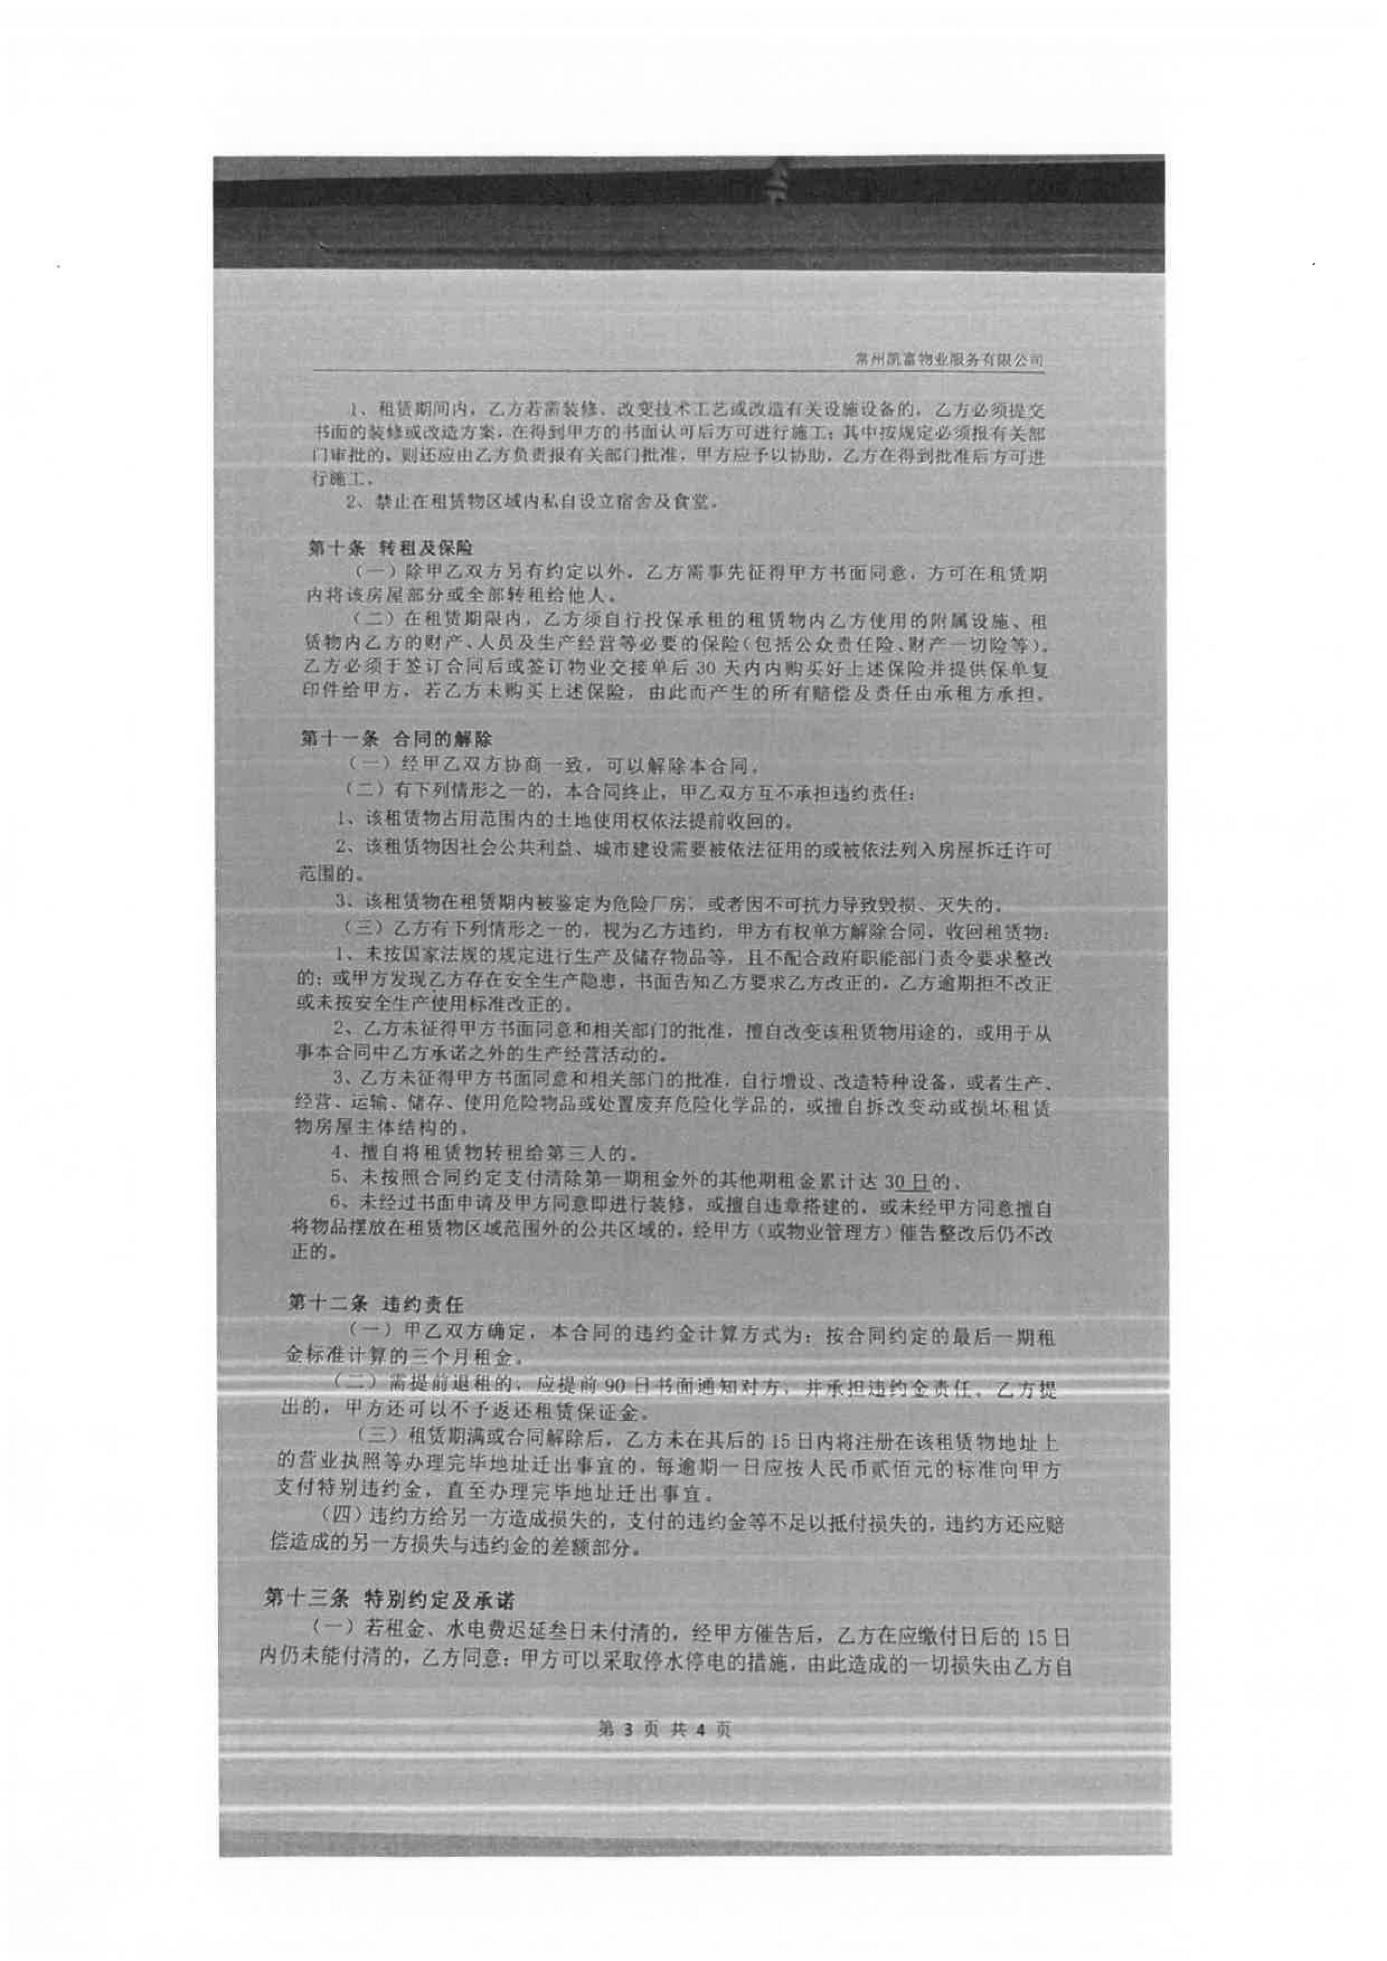 常州凯富物业服务有限公司
1、租赁期间内，乙方若需装修、改变技术工艺或改造有关设施设备的，乙方必须提交
书面的装修或改造方案，在得到甲方的书面认可后方可进行施工；其中按规定必须报有关部
门审批的，则还应由乙方负责报有关部门批准，甲方应予以协助，乙方在得到批准后方可进
行施工。
2、禁止在租赁物区域内私自设立宿舍及食堂。
第十条 转租及保险
（一）除甲乙双方另有约定以外，乙方需事先征得甲方书面同意，方可在租赁期
内将该房屋部分或全部转租给他人。
（二）在租赁期限内，乙方须自行投保承租的租赁物内乙方使用的附属设施、租
赁物内乙方的财产、人员及生产经营等必要的保险（包括公众责任险、财产一切险等）。
乙方必须于签订合同后或签订物业交接单后 30 天内内购买好上述保险并提供保单复
印件给甲方，若乙方未购买上述保险，由此而产生的所有赔偿及责任由承租方承担。
第十一条 合同的解除
（一）经甲乙双方协商一致，可以解除本合同。
（二）有下列情形之一的，本合同终止，甲乙双方互不承担违约责任：
1、该租赁物占用范围内的土地使用权依法提前收回的。
2、该租赁物因社会公共利益、城市建设需要被依法征用的或被依法列入房屋拆迁许可
范围的。
3、该租赁物在租赁期内被鉴定为危险厂房，或者因不可抗力导致毁损、灭失的。
（三）乙方有下列情形之一的，视为乙方违约，甲方有权单方解除合同，收回租赁物：
1、未按国家法规的规定进行生产及储存物品等，且不配合政府职能部门责令要求整改
的；或甲方发现乙方存在安全生产隐患，书面告知乙方要求乙方改正的，乙方逾期拒不改正
或未按安全生产使用标准改正的。
2、乙方未征得甲方书面同意和相关部门的批准，擅自改变该租赁物用途的，或用于从
事本合同中乙方承诺之外的生产经营活动的。
3、乙方未征得甲方书面同意和相关部门的批准，自行增设、改造特种设备，或者生产、
经营、运输、储存、使用危险物品或处置废弃危险化学品的，或擅自拆改变动或损坏租赁
物房屋主体结构的。
4、擅自将租赁物转租给第三人的。
5、未按照合同约定支付清除第一期租金外的其他期租金累计达 30 日的。
6、未经过书面申请及甲方同意即进行装修，或擅自违章搭建的，或未经甲方同意擅自
将物品摆放在租赁物区域范围外的公共区域的，经甲方（或物业管理方）催告整改后仍不改
正的。
第十二条 违约责任
（一）甲乙双方确定，本合同的违约金计算方式为：按合同约定的最后一期租
金标准计算的三个月租金。
（二）需提前退租的，应提前 90 日书面通知对方，并承担违约金责任。乙方提
出的，甲方还可以不予返还租赁保证金。
（三）租赁期满或合同解除后，乙方未在其后的 15 日内将注册在该租赁物地址上
的营业执照等办理完毕地址迁出事宜的，每逾期一日应按人民币贰佰元的标准向甲方
支付特别违约金，直至办理完毕地址迁出事宜。
（四）违约方给另一方造成损失的，支付的违约金等不足以抵付损失的，违约方还应赔
偿造成的另一方损失与违约金的差额部分。
第十三条 特别约定及承诺
（一）若租金、水电费迟延叁日未付清的，经甲方催告后，乙方在应缴付日后的 15 日
内仍未能付清的，乙方同意：甲方可以采取停水停电的措施，由此造成的一切损失由乙方自
第 3 页 共 4 页